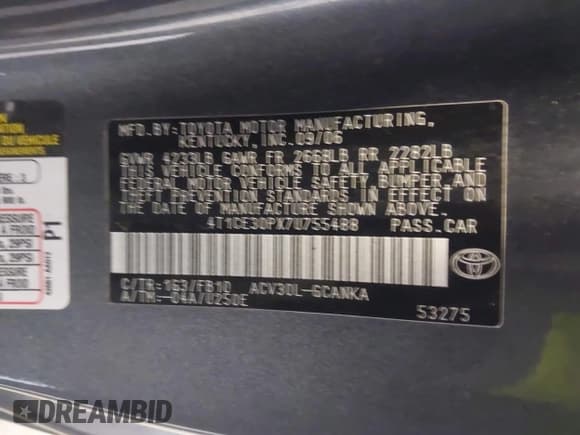 MFD.BY:TOYOTA MOTOR MANUFACTURING,
KENTUCKY, INC. 09/06
GVWR 4233LB GAWR FR 2668LB RR 2282LB
THIS VEHICLE CONFORMS TO ALL APPLICABLE
FEDERAL MOTOR VEHICLE SAFETY BUMPER AND
THEFT PREVENTION STANDARDS IN EFFECT ON
THE DATE OF MANUFACTURE SHOWN ABOVE.
4T1CE30PX7U755488 PASS.CAR
C/TR: 1G3/FB10 ACV30L-GCANKA
A/TM:-04A/U250E
53275
TOYOTA
P1
DREAMBID